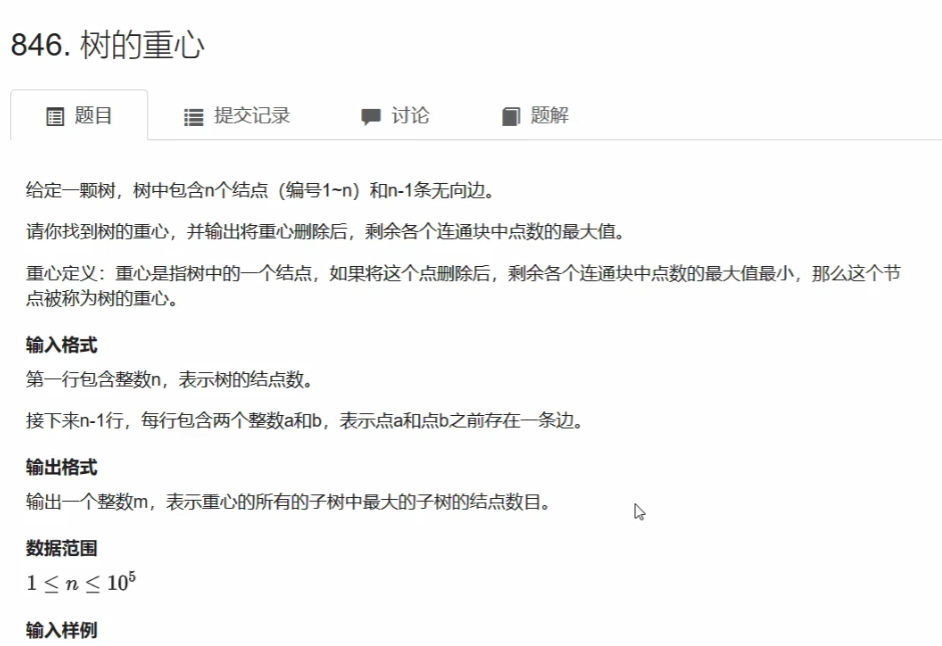 846. 树的重心
题目 提交记录 讨论 题解
给定一颗树，树中包含n个结点（编号1~n）和n-1条无向边。
请你找到树的重心，并输出将重心删除后，剩余各个连通块中点数的最大值。
重心定义：重心是指树中的一个结点，如果将这个点删除后，剩余各个连通块中点数的最大值最小，那么这个节
点被称为树的重心。
输入格式
第一行包含整数n，表示树的结点数。
接下来n-1行，每行包含两个整数a和b，表示点a和点b之前存在一条边。
输出格式
输出一个整数m，表示重心的所有的子树中最大的子树的结点数目。
数据范围
1 ≤ n ≤ 10⁵
输入样例